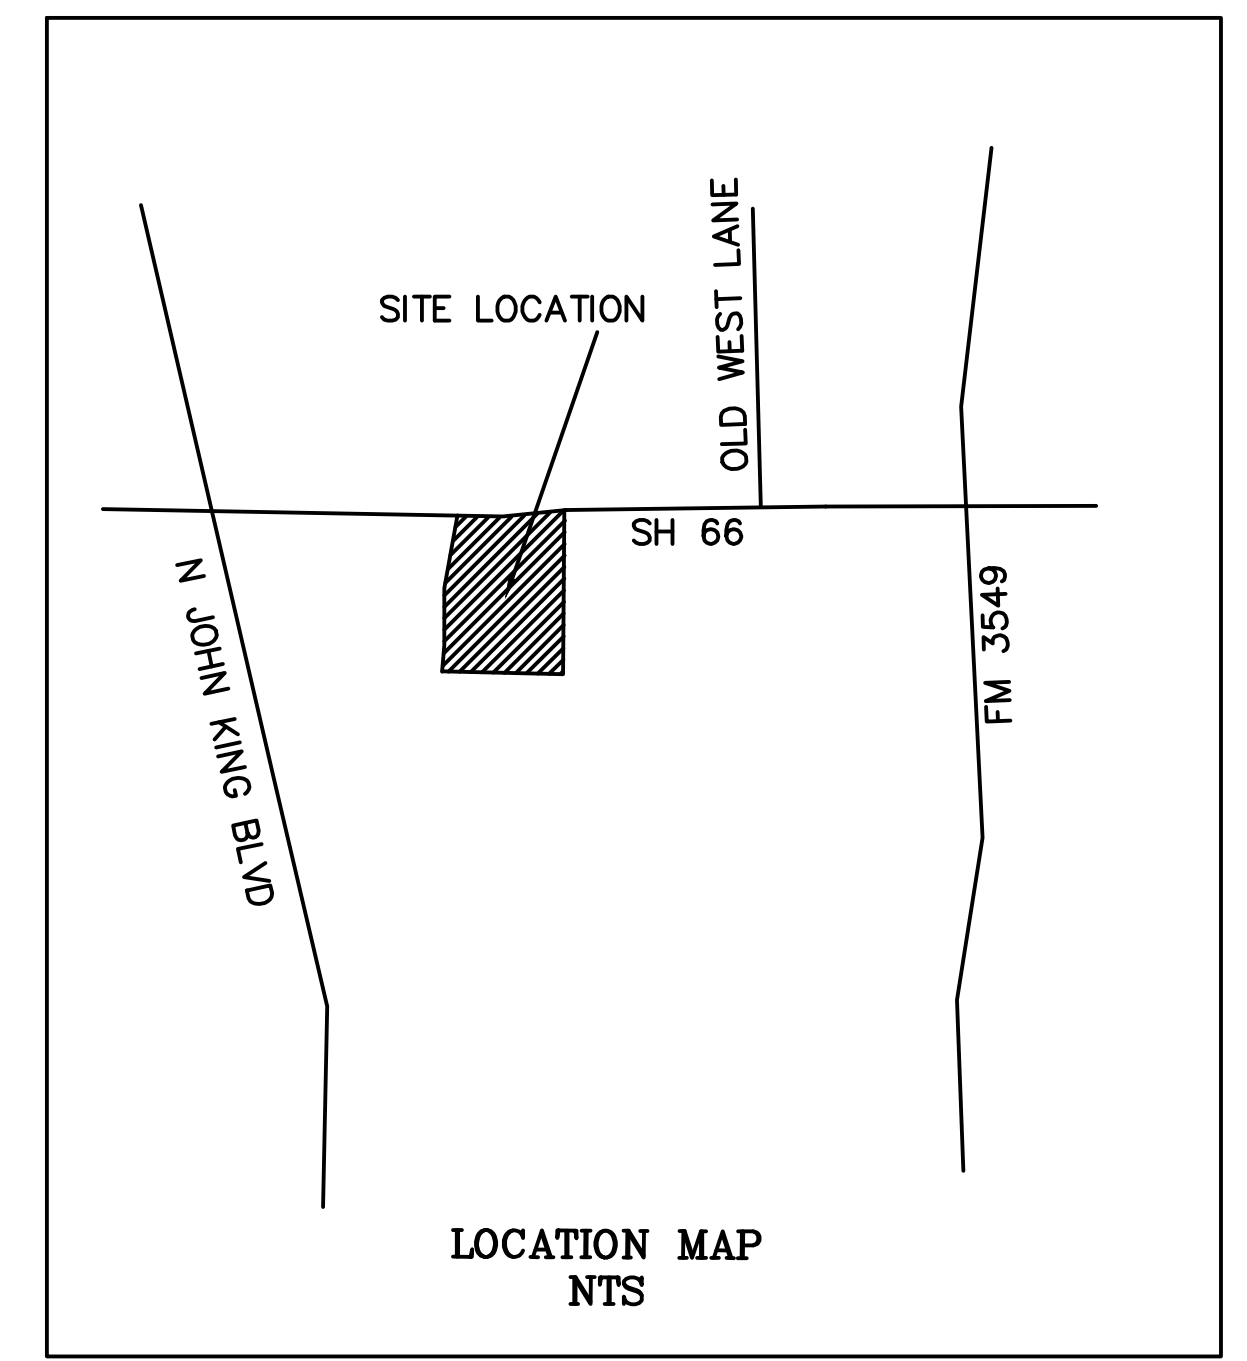 OLD WEST LANE
SITE LOCATION
SH 66
N JOHN KING BLVD
FM 3549
LOCATION MAP
NTS